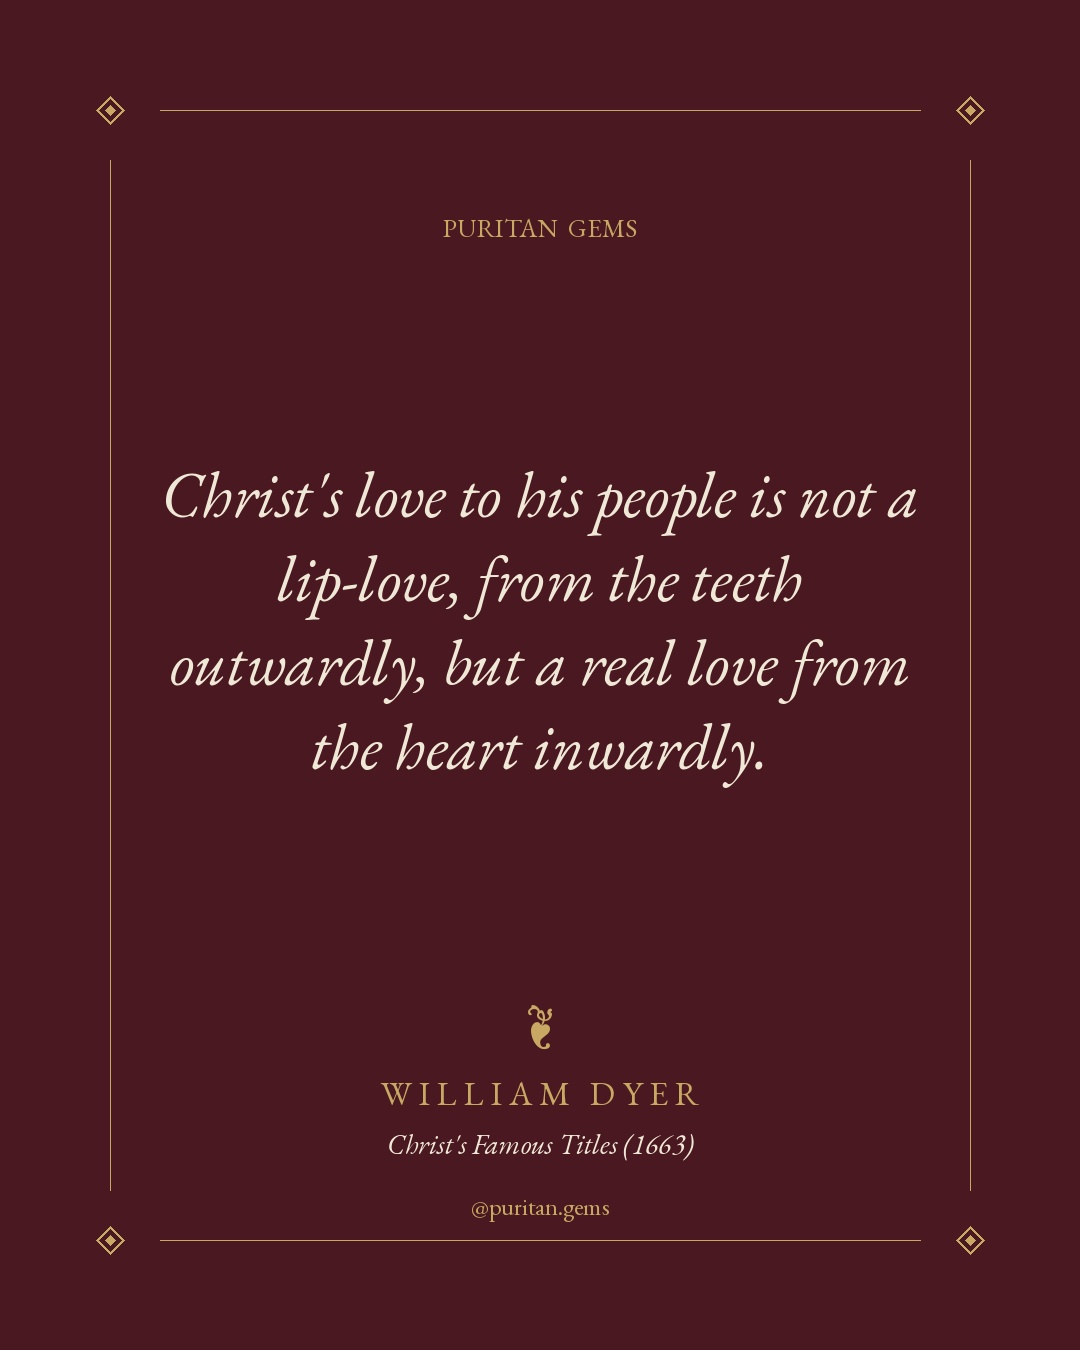 PURITAN GEMS
Christ's love to his people is not a
lip-love, from the teeth
outwardly, but a real love from
the heart inwardly.
WILLIAM DYER
Christ's Famous Titles (1663)
@puritan.gems